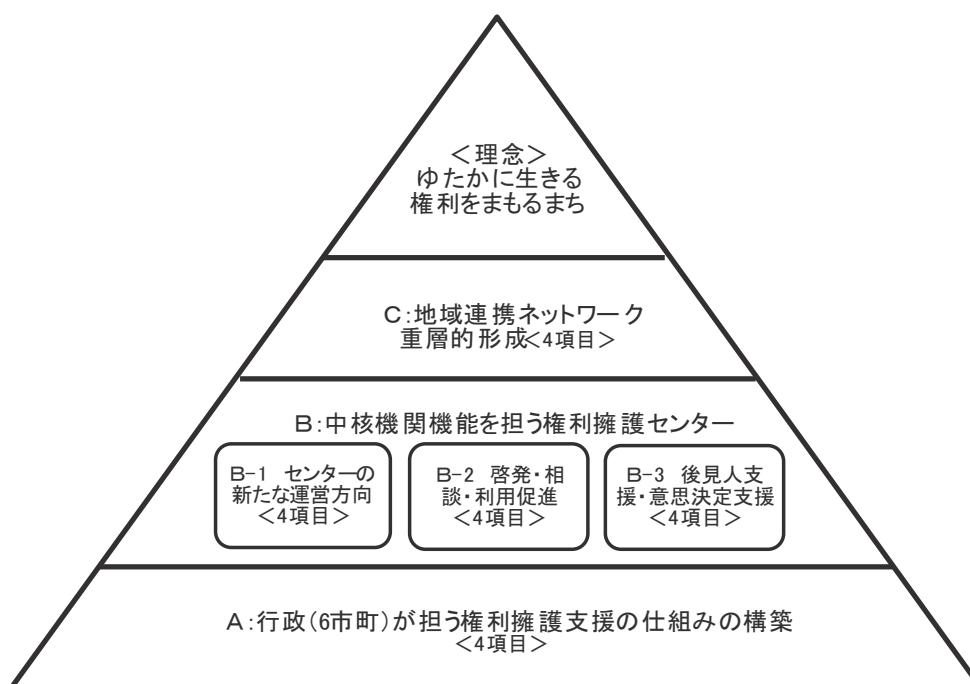 ＜理念＞
ゆたかに生きる
権利をまもるまち
C:地域連携ネットワーク
重層的形成＜4項目＞
B:中核機関機能を担う権利擁護センター
B-1 センターの
新たな運営方向
＜4項目＞
B-2 啓発・相
談・利用促進
＜4項目＞
B-3 後見人支
援・意思決定支援
＜4項目＞
A:行政(6市町)が担う権利擁護支援の仕組みの構築
＜4項目＞